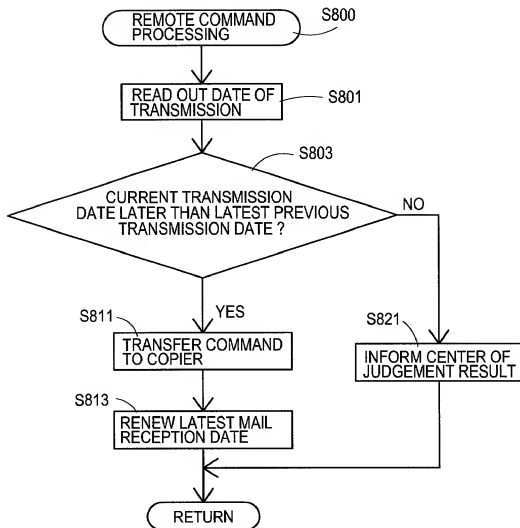 REMOTE COMMAND
PROCESSING
S800
READ OUT DATE OF
TRANSMISSION
S801
S803
CURRENT TRANSMISSION
DATE LATER THAN LATEST PREVIOUS
TRANSMISSION DATE ?
NO
YES
S811
TRANSFER COMMAND
TO COPIER
S821
INFORM CENTER OF
JUDGEMENT RESULT
S813
RENEW LATEST MAIL
RECEPTION DATE
RETURN